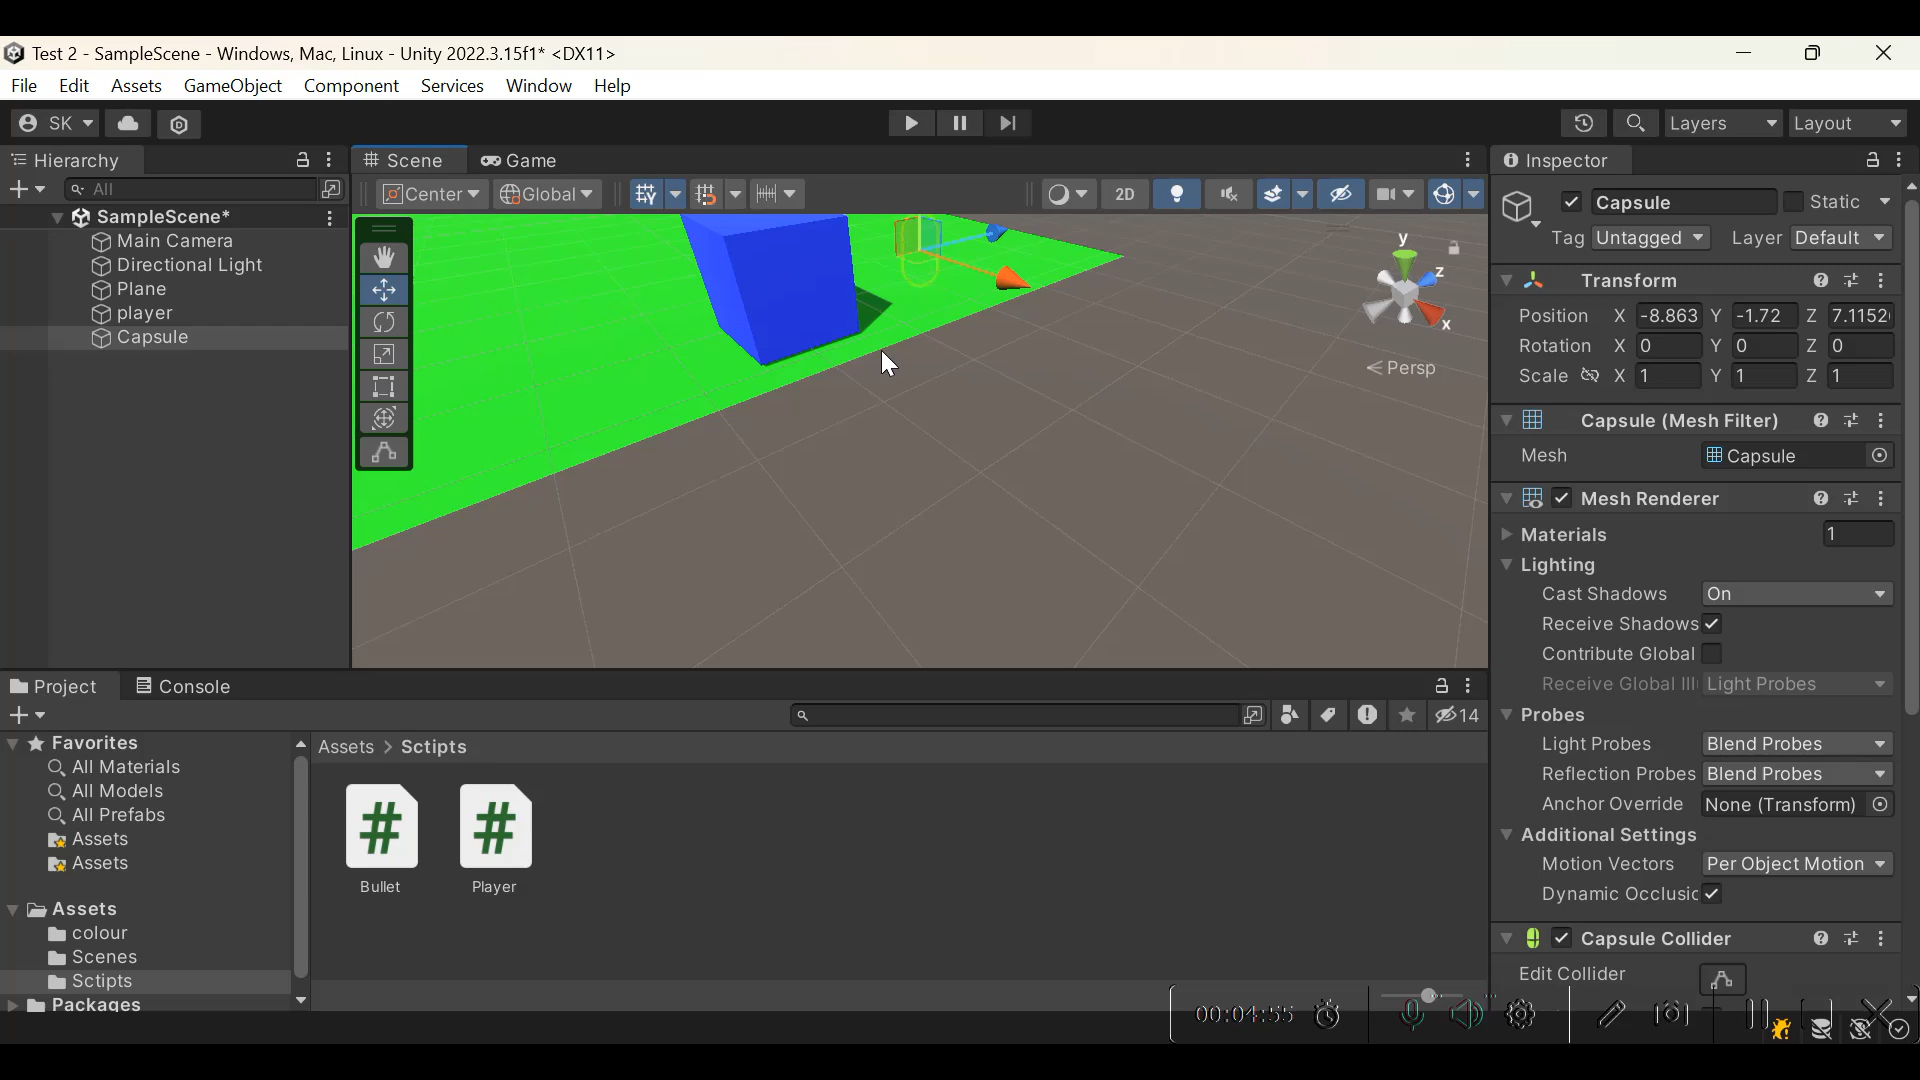 Test 2 - SampleScene - Windows, Mac, Linux - Unity 2022.3.15f1* <DX11>
File Edit Assets GameObject Component Services Window Help
SK
Layers
Layout
Hierarchy
Scene
Game
Inspector
All
Center
Global
2D
Capsule
Static
SampleScene*
Tag Untagged Layer Default
Main Camera
Directional Light
Plane
player
Capsule
y
z
x
Persp
Transform
Position X -8.863 Y -1.72 Z 7.1152
Rotation X 0 Y 0 Z 0
Scale X 1 Y 1 Z 1
Capsule (Mesh Filter)
Mesh Capsule
Mesh Renderer
Materials 1
Lighting
Cast Shadows On
Receive Shadows
Contribute Global
Receive Global Ill Light Probes
Probes
Light Probes Blend Probes
Reflection Probes Blend Probes
Anchor Override None (Transform)
Additional Settings
Motion Vectors Per Object Motion
Dynamic Occlusic
Capsule Collider
Edit Collider
Project
Console
14
Favorites
All Materials
All Models
All Prefabs
Assets
Assets
Assets
colour
Scenes
Sctipts
Packages
Assets > Sctipts
Bullet
Player
00:04:55